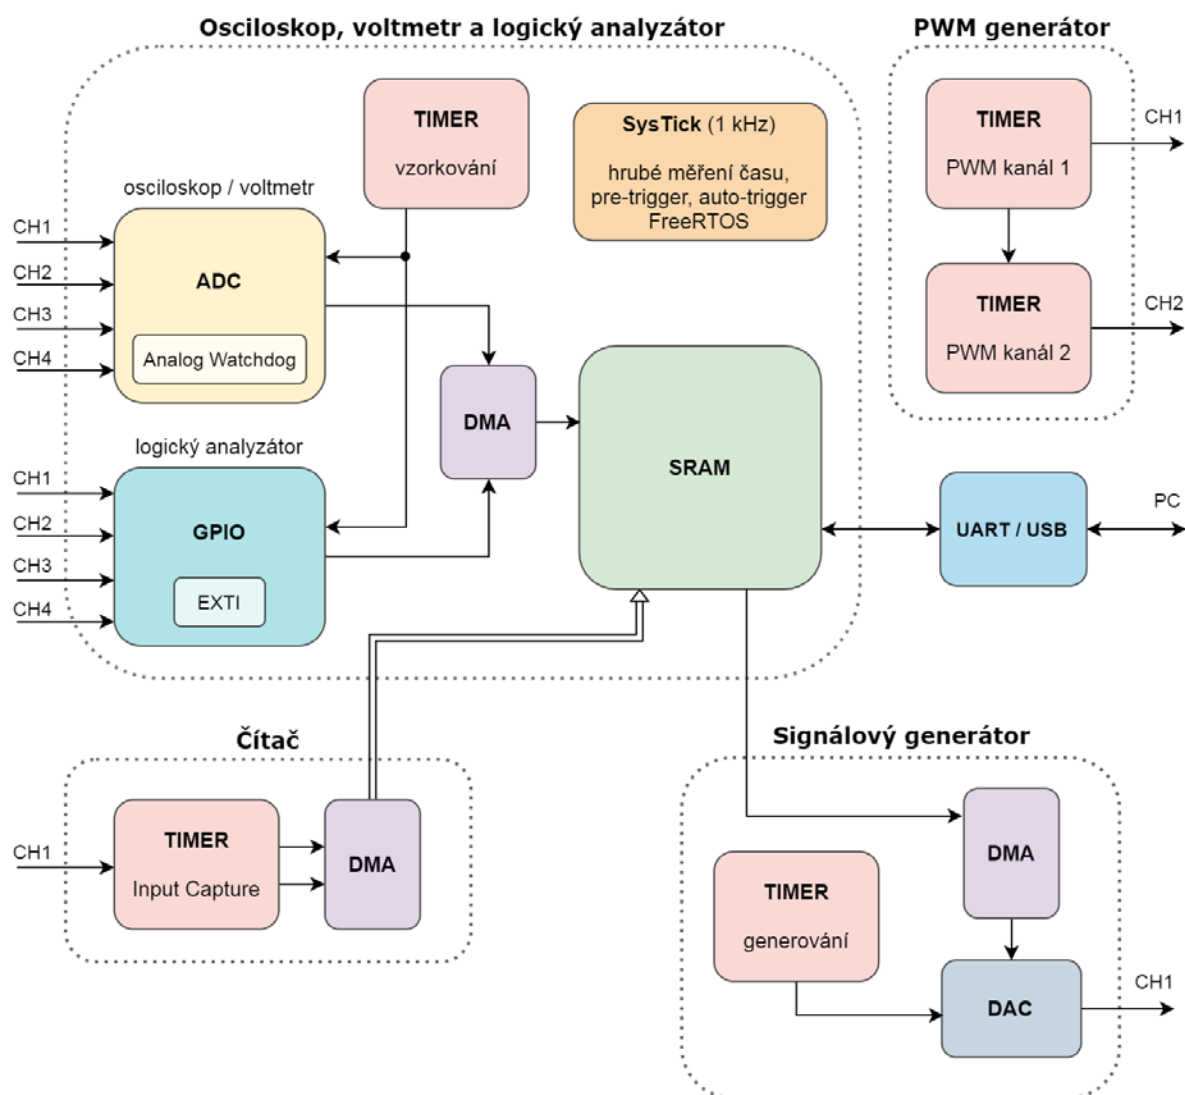 Osciloskop, voltmetr a logický analyzátor
TIMER
vzorkování
SysTick (1 kHz)
hrubé měření času,
pre-trigger, auto-trigger
FreeRTOS
osciloskop / voltmetr
CH1
CH2
CH3
CH4
ADC
Analog Watchdog
DMA
SRAM
logický analyzátor
CH1
CH2
CH3
CH4
GPIO
EXTI
PWM generátor
TIMER
PWM kanál 1
CH1
TIMER
PWM kanál 2
CH2
UART / USB
PC
Čítač
CH1
TIMER
Input Capture
DMA
Signálový generátor
DMA
TIMER
generování
DAC
CH1